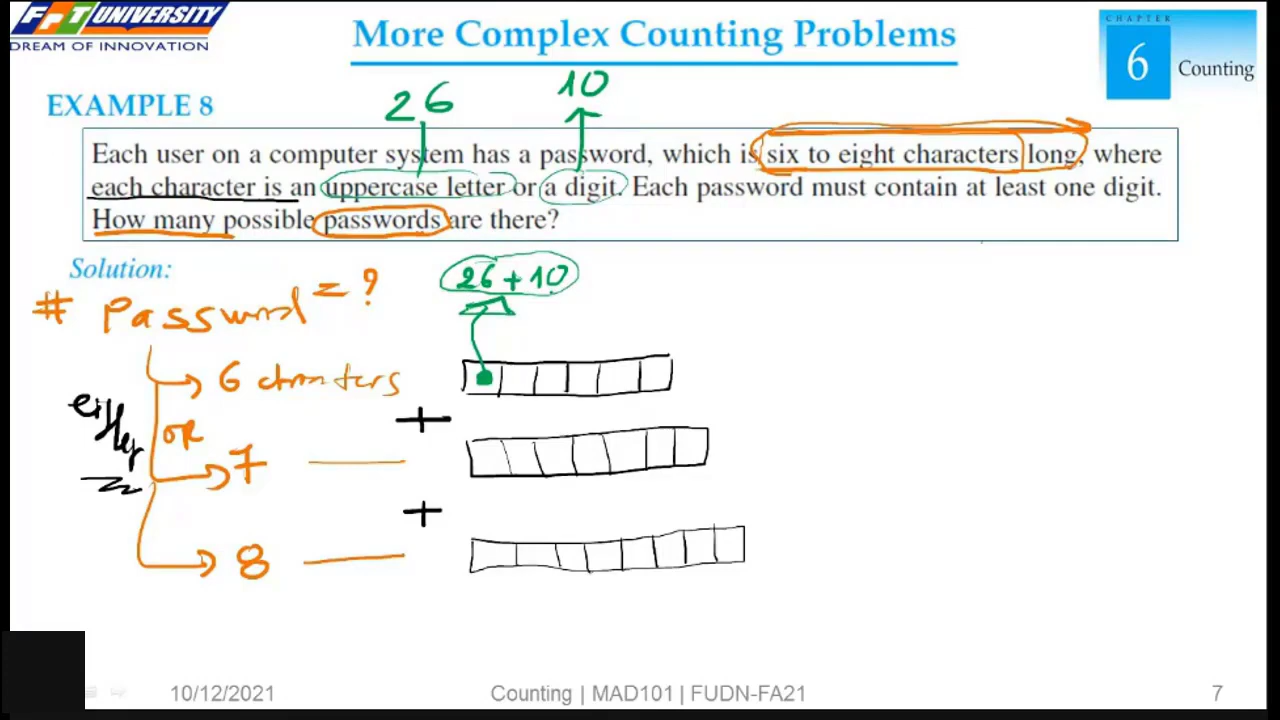 FPT UNIVERSITY
DREAM OF INNOVATION
More Complex Counting Problems
CHAPTER
6
Counting
26
10
EXAMPLE 8
Each user on a computer system has a password, which is six to eight characters long, where
each character is an uppercase letter or a digit. Each password must contain at least one digit.
How many possible passwords are there?
Solution:
26 + 10
# Password = ?
6
+
OR
7
+
8
10/12/2021
Counting | MAD101 | FUDN-FA21
7